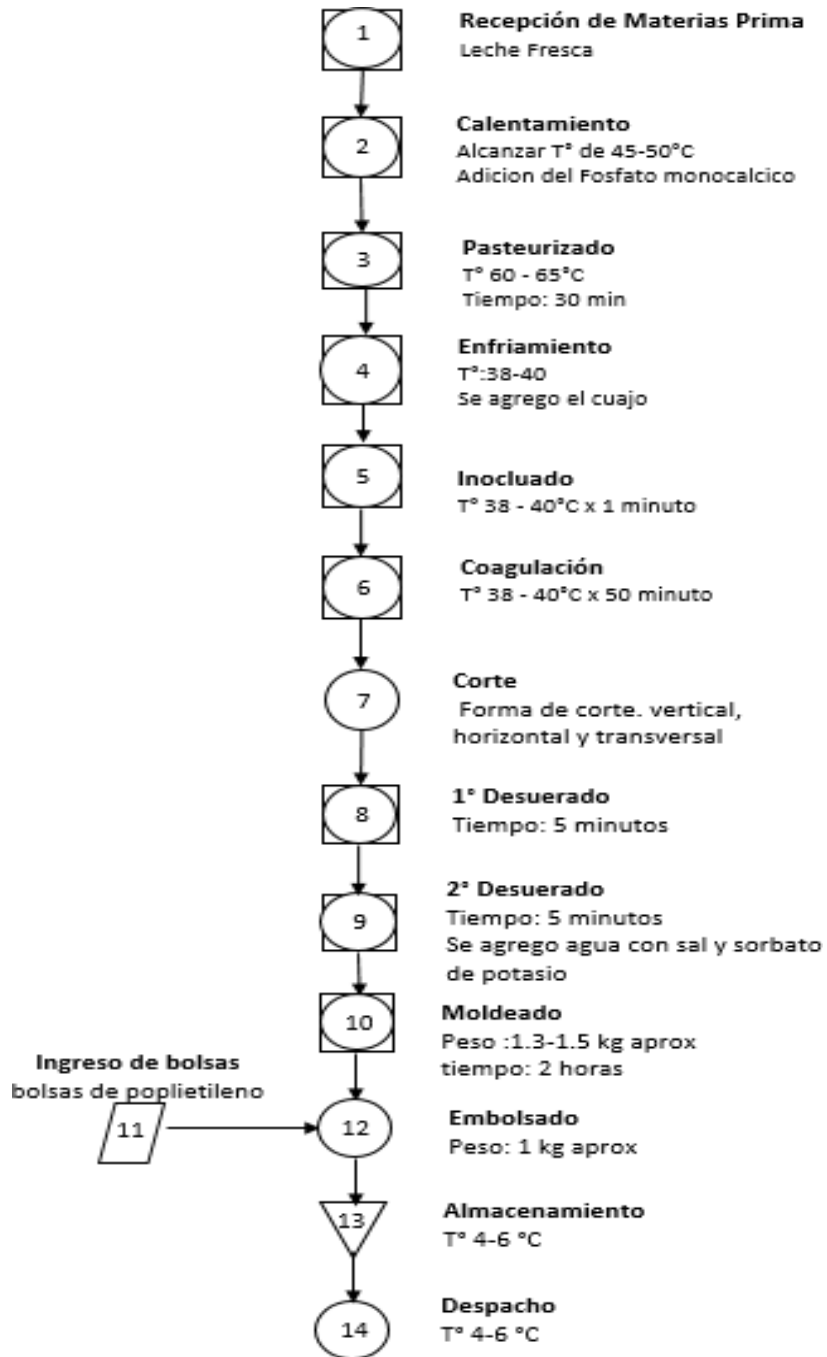 1
Recepción de Materias Prima
Leche Fresca
2
Calentamiento
Alcanzar T° de 45-50°C
Adicion del Fosfato monocalcico
3
Pasteurizado
T° 60 - 65°C
Tiempo: 30 min
4
Enfriamiento
T°:38-40
Se agrego el cuajo
5
Inocluado
T° 38 - 40°C x 1 minuto
6
Coagulación
T° 38 - 40°C x 50 minuto
7
Corte
Forma de corte. vertical,
horizontal y transversal
8
1° Desuerado
Tiempo: 5 minutos
9
2° Desuerado
Tiempo: 5 minutos
Se agrego agua con sal y sorbato
de potasio
10
Moldeado
Peso :1.3-1.5 kg aprox
tiempo: 2 horas
Ingreso de bolsas
bolsas de poplietileno
11
12
Embolsado
Peso: 1 kg aprox
13
Almacenamiento
T° 4-6 °C
14
Despacho
T° 4-6 °C